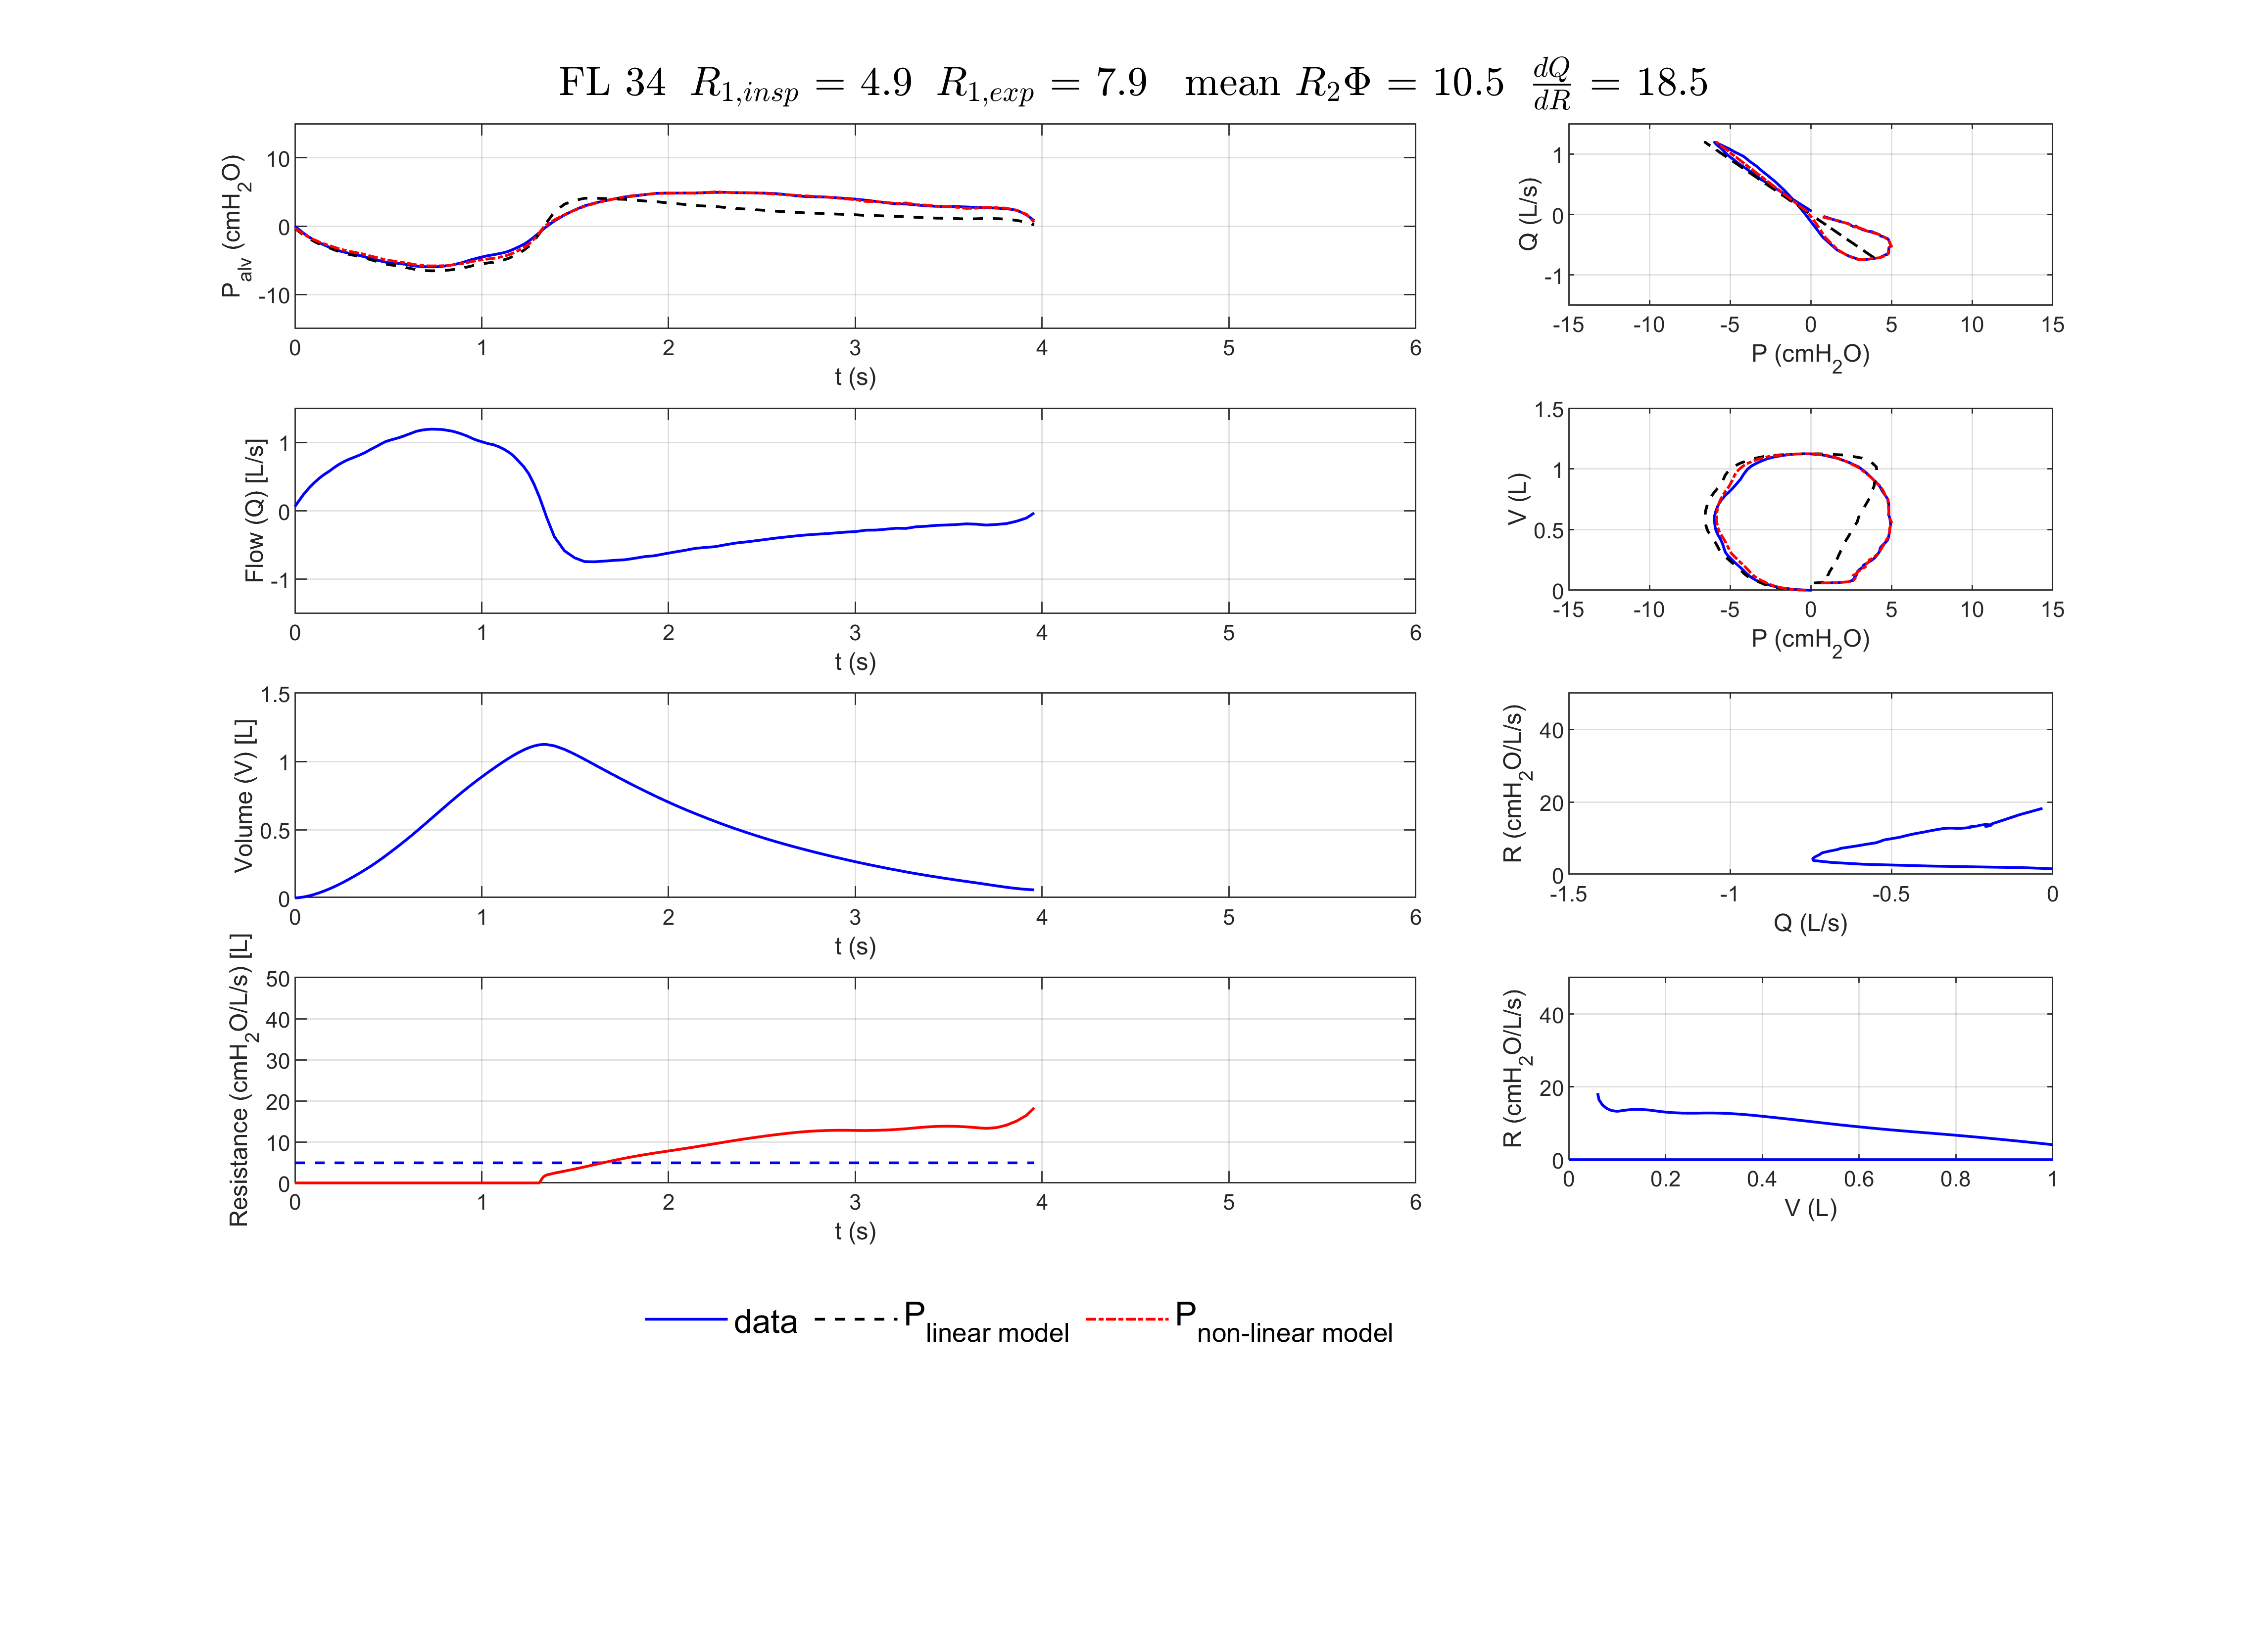 FL 34 R1,insp = 4.9 R1,exp = 7.9 mean R2Φ = 10.5 dQ/dR = 18.5
Palv (cmH2O)
10
0
-10
0 1 2 3 4 5 6
t (s)
Q (L/s)
1
0
-1
-15 -10 -5 0 5 10 15
P (cmH2O)
Flow (Q) [L/s]
1
0
-1
0 1 2 3 4 5 6
t (s)
V (L)
1.5
1
0.5
0
-15 -10 -5 0 5 10 15
P (cmH2O)
Volume (V) [L]
1.5
1
0.5
0
0 1 2 3 4 5 6
t (s)
R (cmH2O/L/s)
40
20
0
-1.5 -1 -0.5 0
Q (L/s)
Resistance (cmH2O/L/s) [L]
50
40
30
20
10
0
0 1 2 3 4 5 6
t (s)
R (cmH2O/L/s)
40
20
0
0 0.2 0.4 0.6 0.8 1
V (L)
data Plinear model Pnon-linear model